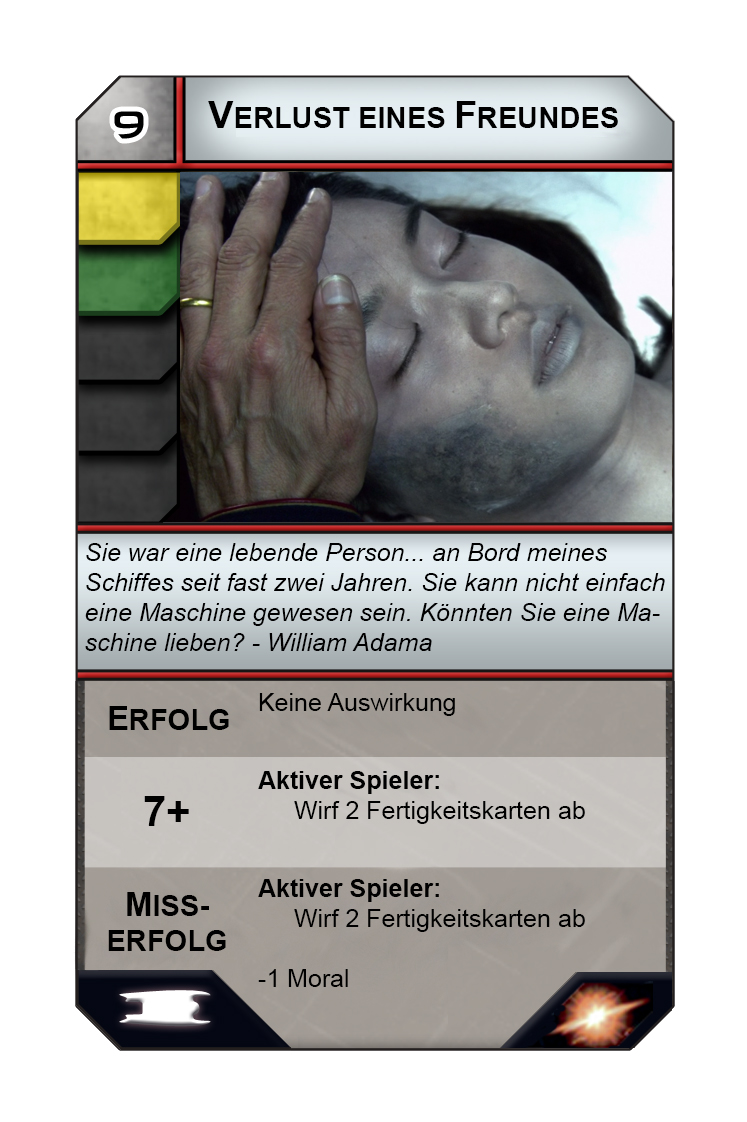 9
VERLUST EINES FREUNDES
Sie war eine lebende Person... an Bord meines
Schiffes seit fast zwei Jahren. Sie kann nicht einfach
eine Maschine gewesen sein. Könnten Sie eine Ma-
schine lieben? - William Adama
ERFOLG
Keine Auswirkung
7+
Aktiver Spieler:
Wirf 2 Fertigkeitskarten ab
MISS-
ERFOLG
Aktiver Spieler:
Wirf 2 Fertigkeitskarten ab
-1 Moral